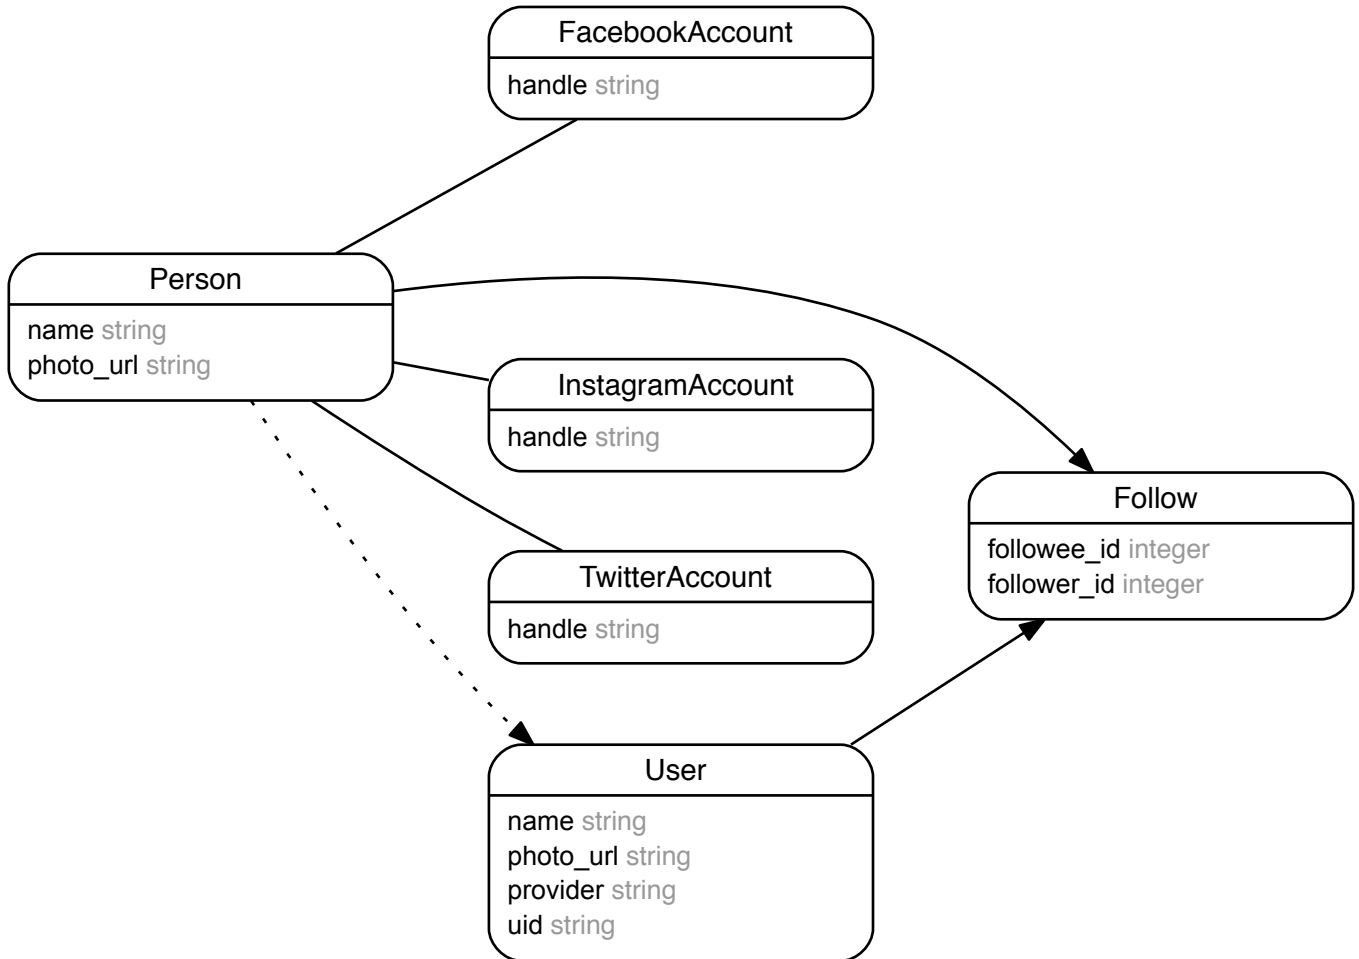 FacebookAccount
handle string
Person
name string
photo_url string
InstagramAccount
handle string
Follow
followee_id integer
follower_id integer
TwitterAccount
handle string
User
name string
photo_url string
provider string
uid string